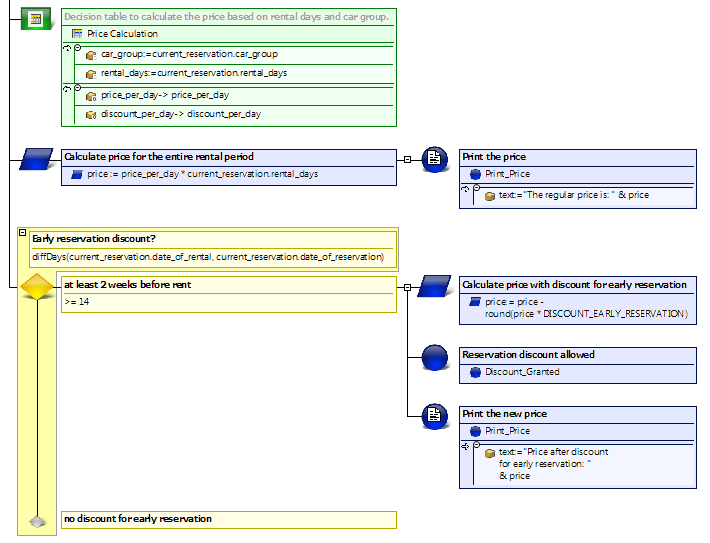 Decision table to calculate the price based on rental days and car group.
Price Calculation
car_group:=current_reservation.car_group
rental_days:=current_reservation.rental_days
price_per_day-> price_per_day
discount_per_day-> discount_per_day
Calculate price for the entire rental period
price := price_per_day * current_reservation.rental_days
Print the price
Print_Price
text:="The regular price is: " & price
Early reservation discount?
diffDays(current_reservation.date_of_rental, current_reservation.date_of_reservation)
at least 2 weeks before rent
>= 14
Calculate price with discount for early reservation
price:= price -
round(price * DISCOUNT_EARLY_RESERVATION)
Reservation discount allowed
Discount_Granted
Print the new price
Print_Price
text:="Price after discount
for early reservation: "
& price
no discount for early reservation